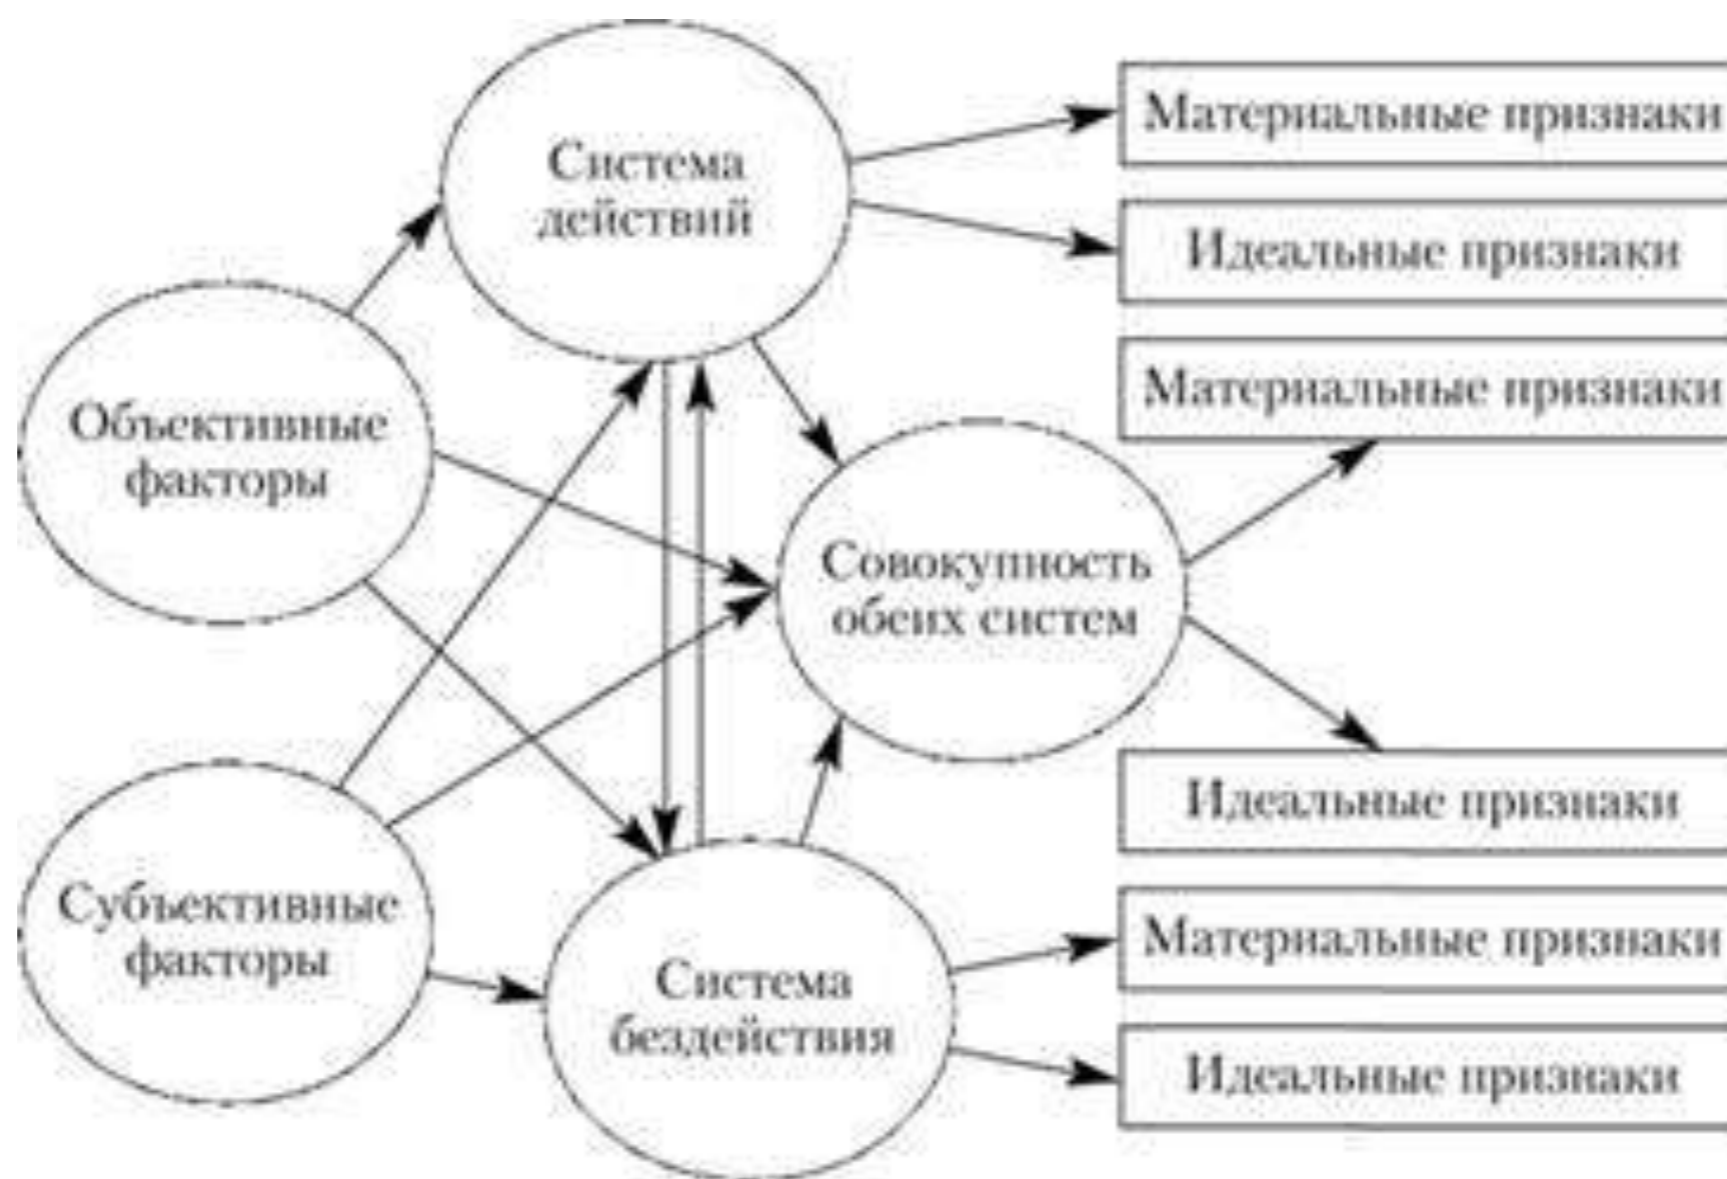 Система
действий
Материальные признаки
Идеальные признаки
Материальные признаки
Объективные
факторы
Совокупность
обеих систем
Идеальные признаки
Субъективные
факторы
Система
бездействия
Материальные признаки
Идеальные признаки